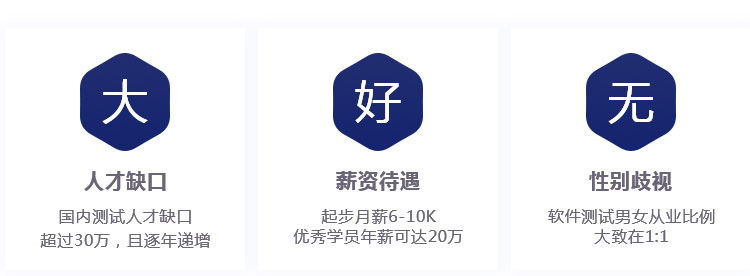 大
人才缺口
国内测试人才缺口
超过30万，且逐年递增
好
薪资待遇
起步月薪6-10K
优秀学员年薪可达20万
无
性别歧视
软件测试男女从业比例
大致在1:1